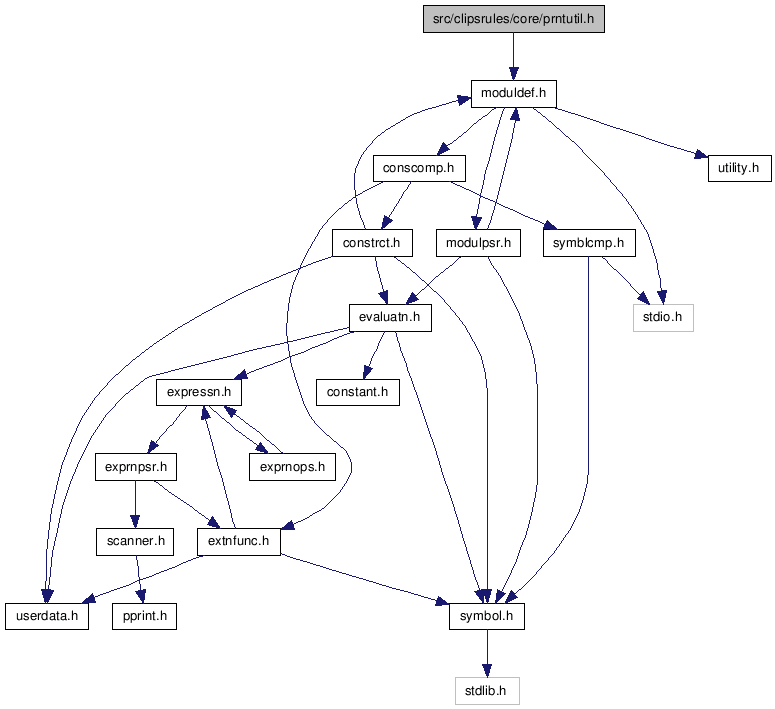 src/clipsrules/core/prntutil.h
moduldef.h
conscomp.h
utility.h
constrct.h
modulpsr.h
symblcmp.h
evaluatn.h
stdio.h
expressn.h
constant.h
exprnpsr.h
exprnops.h
scanner.h
extnfunc.h
userdata.h
pprint.h
symbol.h
stdlib.h